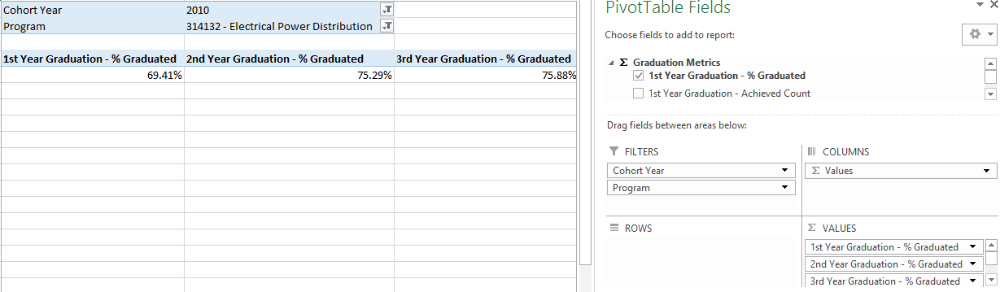 Cohort Year 2010
Program 314132 - Electrical Power Distribution
1st Year Graduation - % Graduated 2nd Year Graduation - % Graduated 3rd Year Graduation - % Graduated
69.41% 75.29% 75.88%
PivotTable Fields
Choose fields to add to report:
Σ Graduation Metrics
1st Year Graduation - % Graduated
1st Year Graduation - Achieved Count
Drag fields between areas below:
FILTERS
Cohort Year
Program
COLUMNS
Σ Values
ROWS
Σ VALUES
1st Year Graduation - % Graduated
2nd Year Graduation - % Graduated
3rd Year Graduation - % Graduated